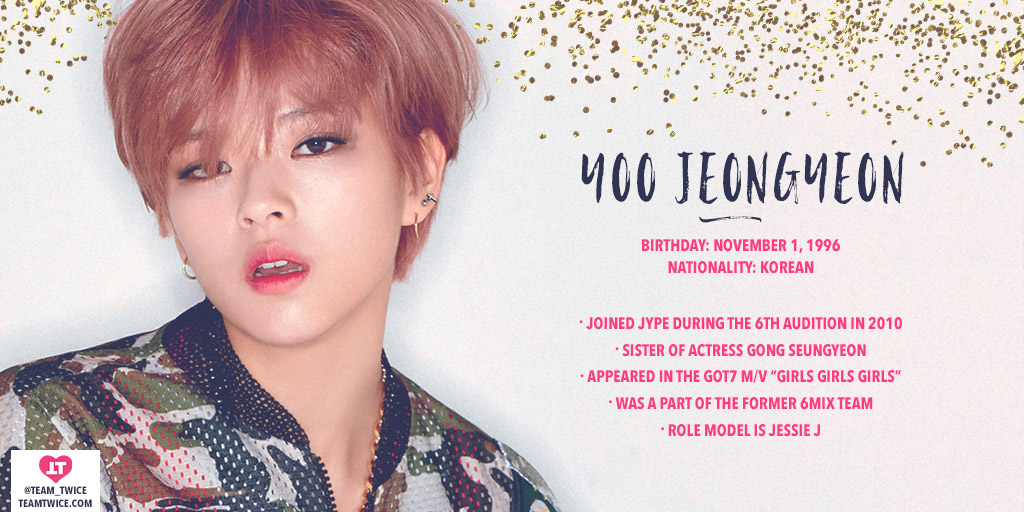 YOO JEONGYEON
BIRTHDAY: NOVEMBER 1, 1996
NATIONALITY: KOREAN
· JOINED JYPE DURING THE 6TH AUDITION IN 2010
· SISTER OF ACTRESS GONG SEUNGYEON
· APPEARED IN THE GOT7 M/V "GIRLS GIRLS GIRLS"
· WAS A PART OF THE FORMER 6MIX TEAM
· ROLE MODEL IS JESSIE J
TT
@TEAM_TWICE
TEAMTWICE.COM